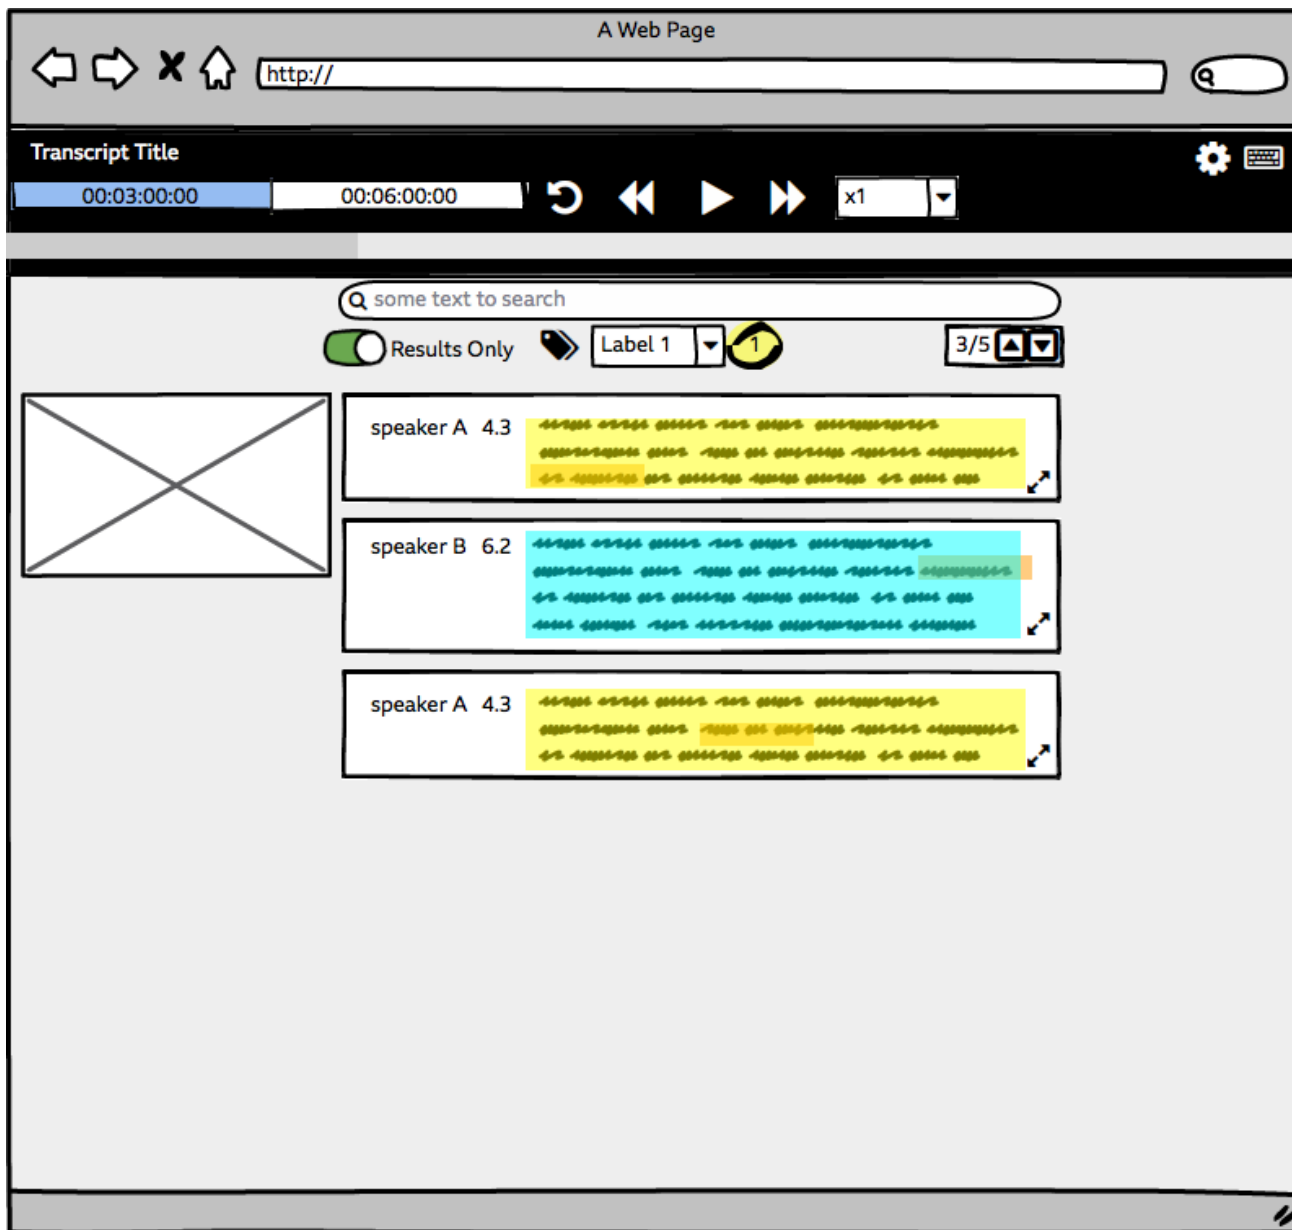 A Web Page
http://
Transcript Title
00:03:00:00 00:06:00:00 x1
some text to search
Results Only Label 1 1 3/5
speaker A 4.3
speaker B 6.2
speaker A 4.3